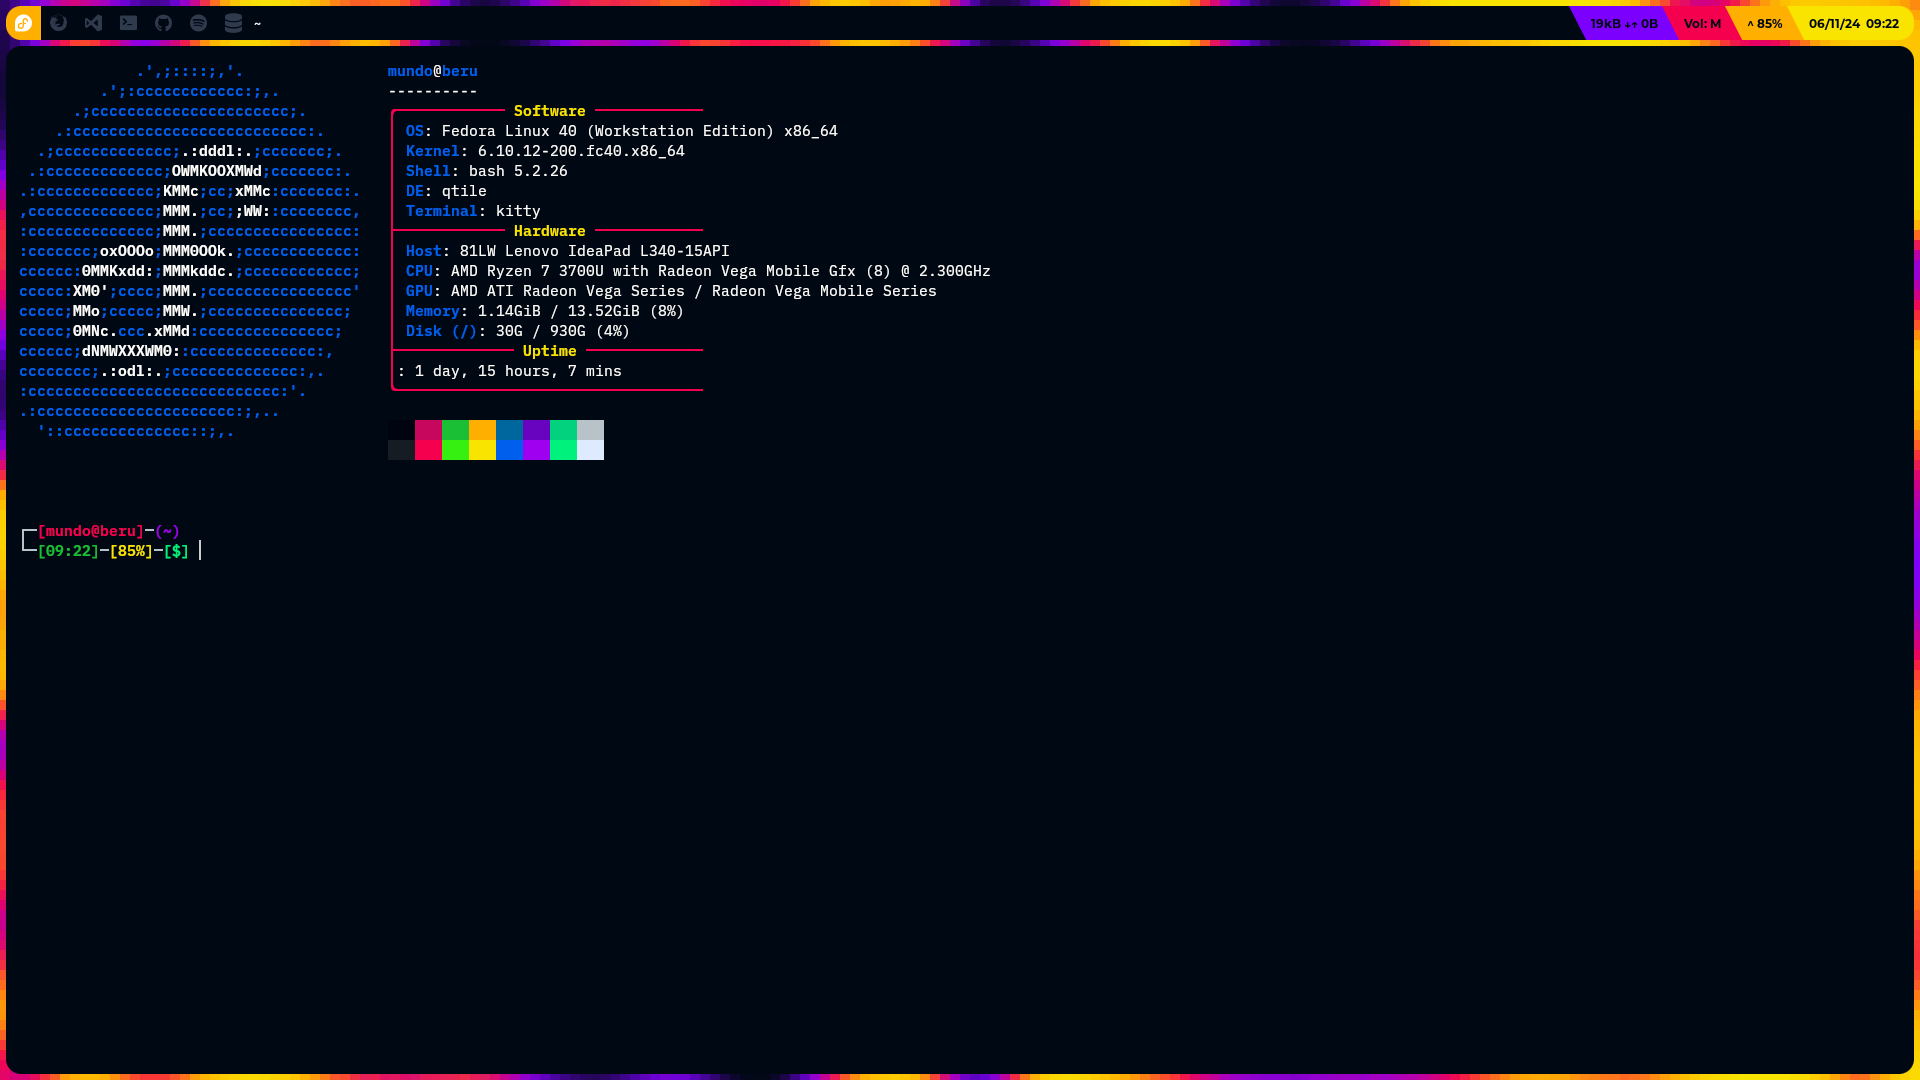 ~ 19kB ↓↑ 0B Vol: M ^ 85% 06/11/24 09:22
             .',;::::;,'.
         .';:cccccccccccc:;,.
      .;cccccccccccccccccccccc;.
    .:cccccccccccccccccccccccccc:.
  .;ccccccccccccc;.:dddl:.;ccccccc;.
 .:ccccccccccccc;OWMKOOXMWd;ccccccc:.
.:ccccccccccccc;KMMc;cc;xMMc:ccccccc:.
,cccccccccccccc;MMM.;cc;;WW::cccccccc,
:cccccccccccccc;MMM.;cccccccccccccccc:
:ccccccc;oxOOOo;MMM0OOk.;cccccccccccc:
cccccc:0MMKxdd:;MMMkddc.;cccccccccccc;
ccccc:XM0';cccc;MMM.;cccccccccccccccc'
ccccc;MMo;ccccc;MMW.;ccccccccccccccc;
ccccc;0MNc.ccc.xMMd:ccccccccccccccc;
cccccc;dNMWXXXWM0::cccccccccccccc:,
cccccccc;.:odl:.;cccccccccccccc:,.
:cccccccccccccccccccccccccccc:'.
.:cccccccccccccccccccccc:;,..
  '::cccccccccccccc::;,.
mundo@beru
----------
Software
OS: Fedora Linux 40 (Workstation Edition) x86_64
Kernel: 6.10.12-200.fc40.x86_64
Shell: bash 5.2.26
DE: qtile
Terminal: kitty
Hardware
Host: 81LW Lenovo IdeaPad L340-15API
CPU: AMD Ryzen 7 3700U with Radeon Vega Mobile Gfx (8) @ 2.300GHz
GPU: AMD ATI Radeon Vega Series / Radeon Vega Mobile Series
Memory: 1.14GiB / 13.52GiB (8%)
Disk (/): 30G / 930G (4%)
Uptime
: 1 day, 15 hours, 7 mins
┌─[mundo@beru]─(~)
└─[09:22]─[85%]─[$]